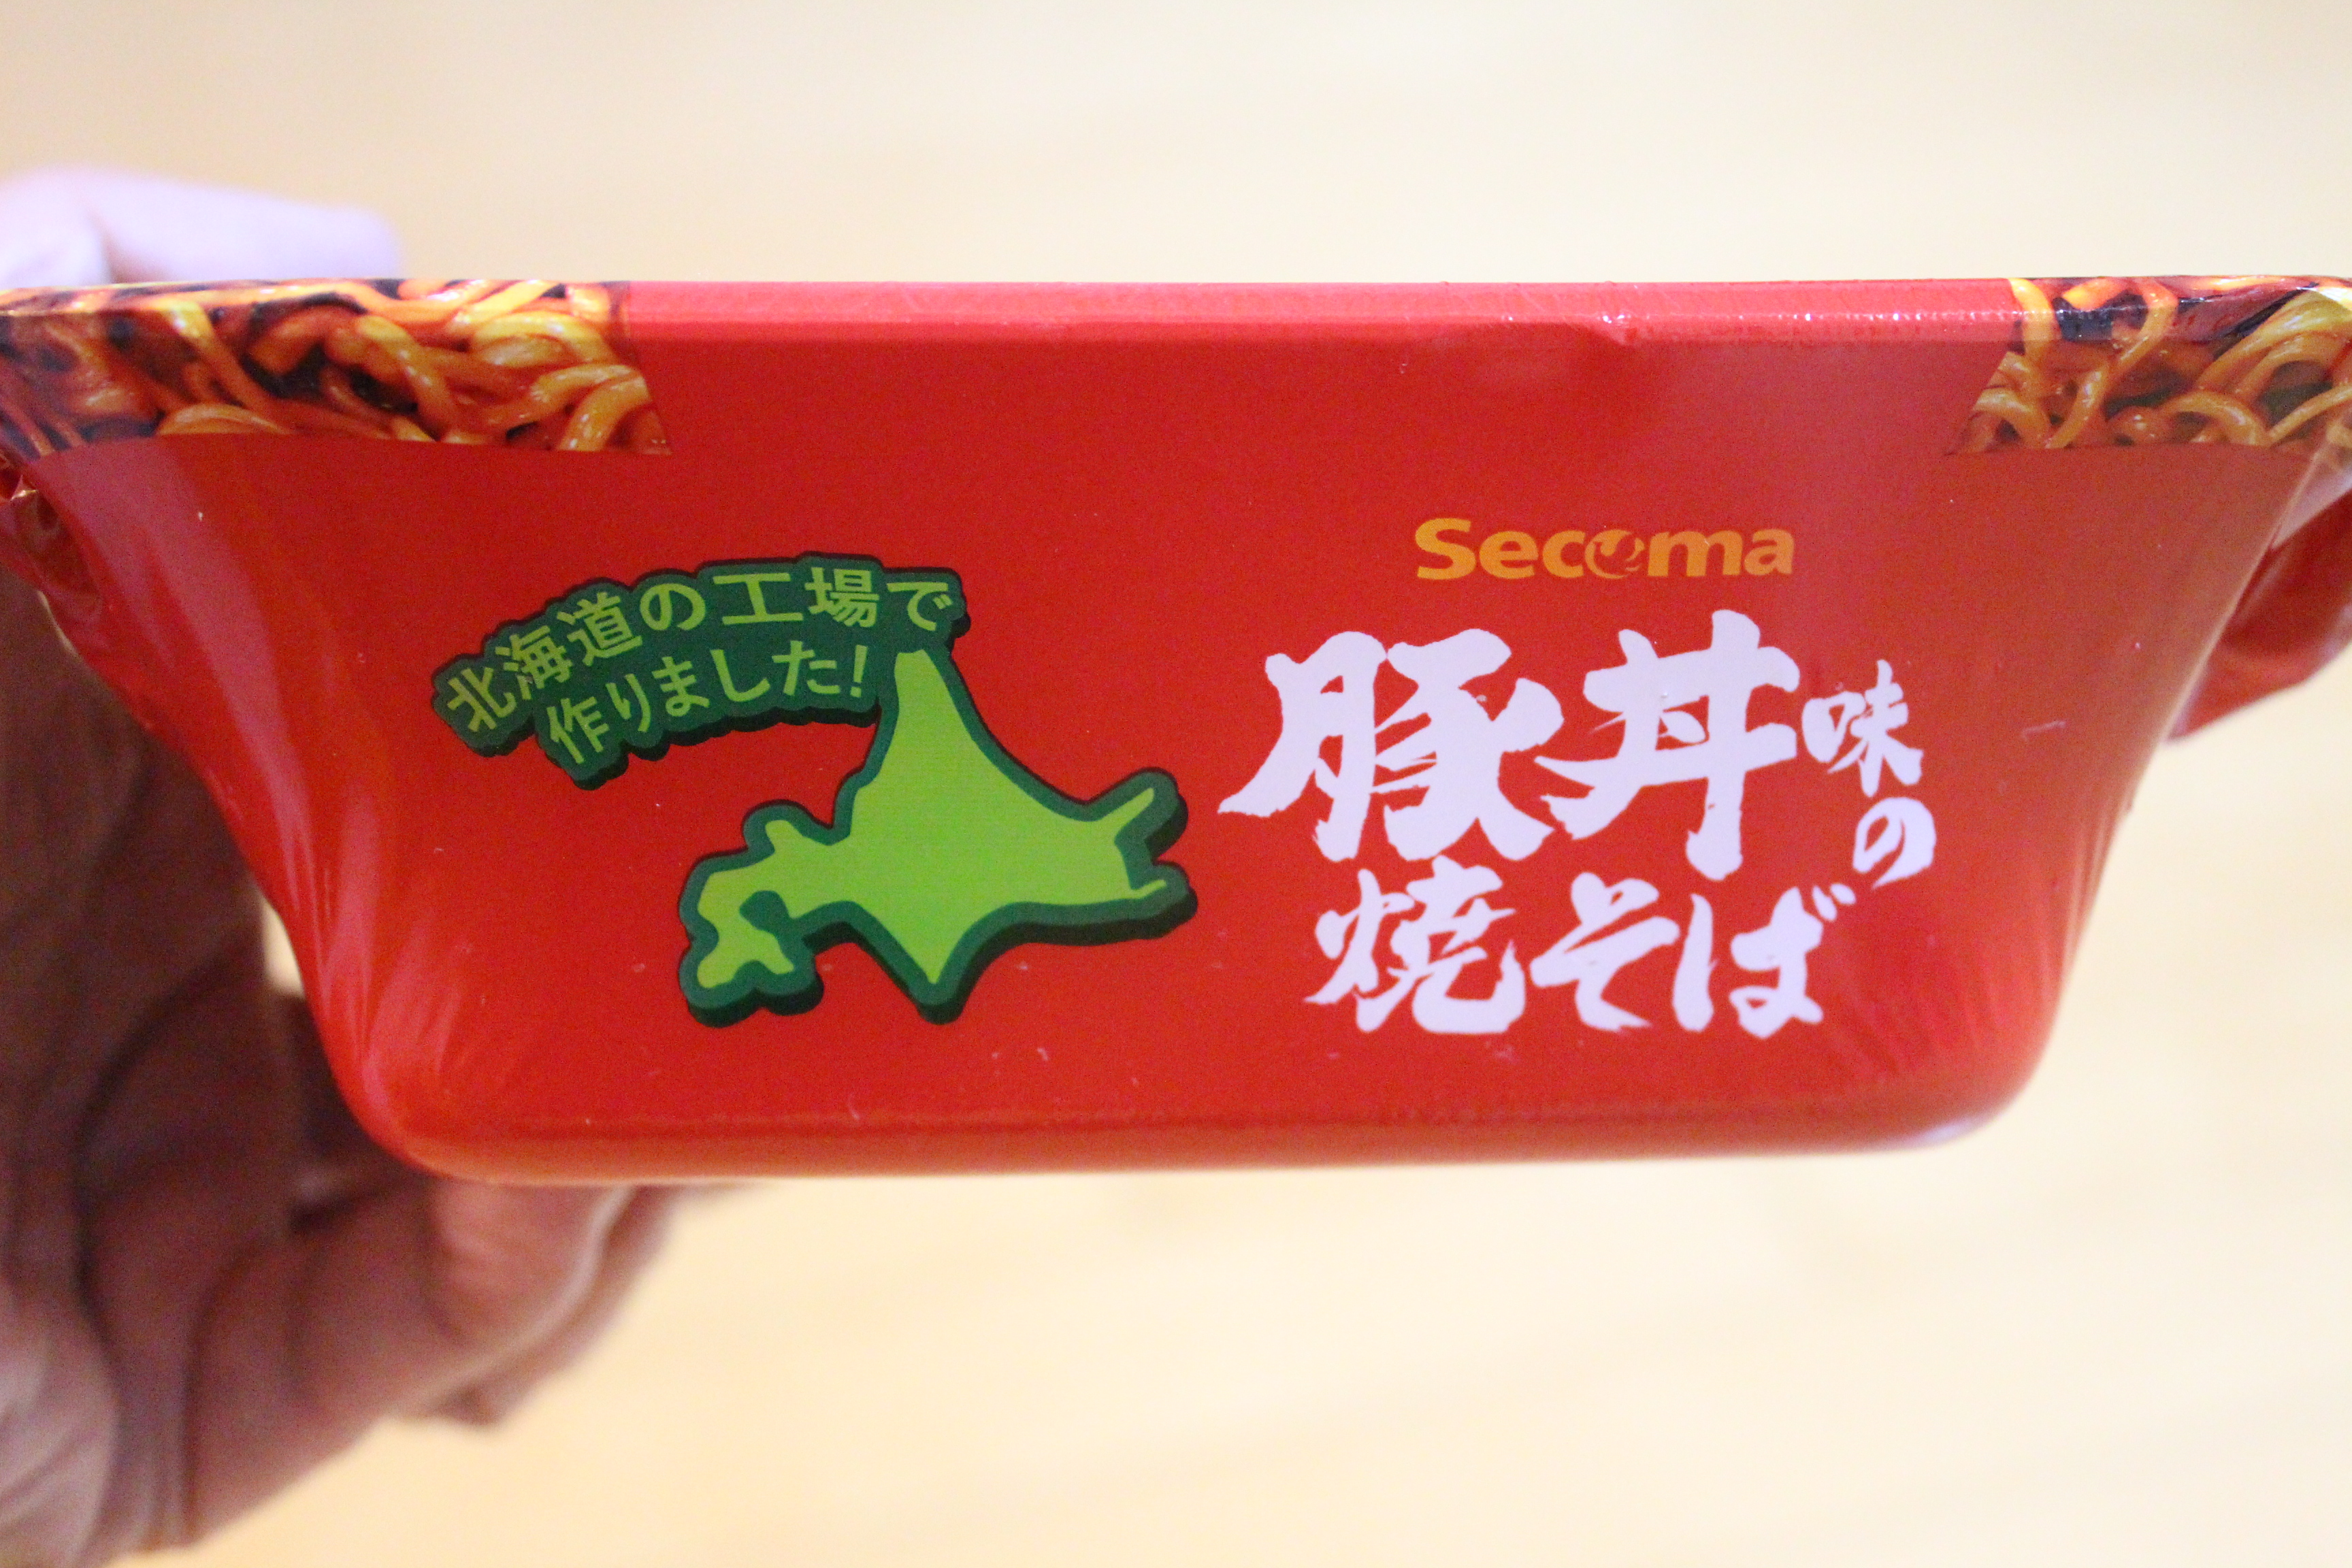 北海道の工場で
作りました!
Secoma
豚丼味の
焼そば